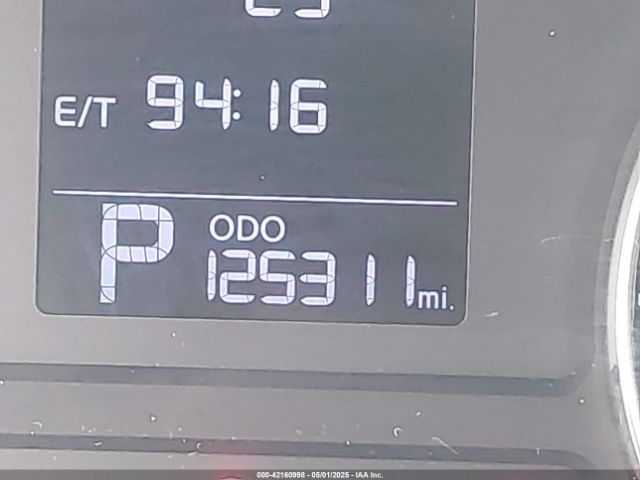 E/T 94:16
P ODO
125311 mi.
000-42160998 - 05/01/2025 - IAA Inc.